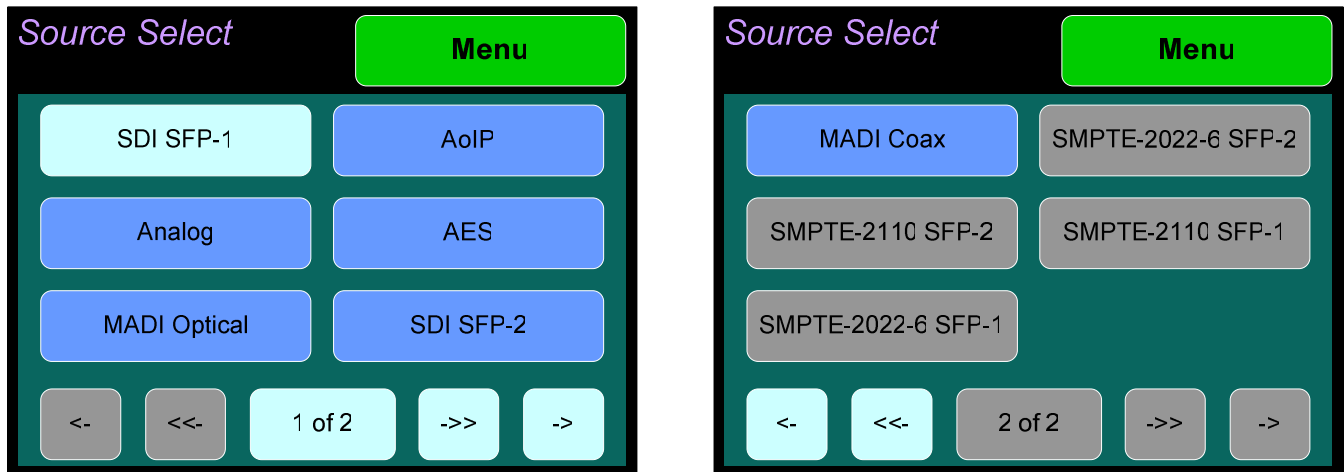 Source Select
Menu
SDI SFP-1
AoIP
Analog
AES
MADI Optical
SDI SFP-2
<-
<<-
1 of 2
->>
->
Source Select
Menu
MADI Coax
SMPTE-2022-6 SFP-2
SMPTE-2110 SFP-2
SMPTE-2110 SFP-1
SMPTE-2022-6 SFP-1
<-
<<-
2 of 2
->>
->